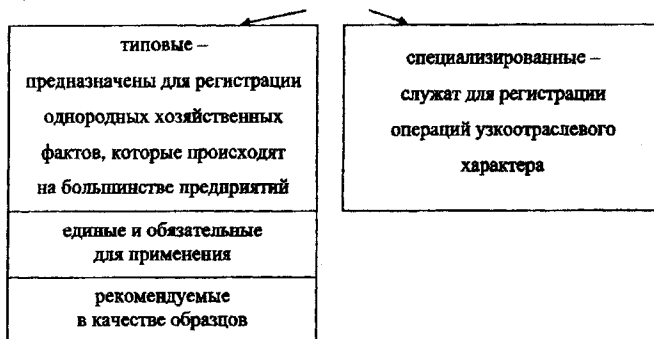 типовые –
предназначены для регистрации
однородных хозяйственных
фактов, которые происходят
на большинстве предприятий
единые и обязательные
для применения
рекомендуемые
в качестве образцов
специализированные –
служат для регистрации
операций узкоотраслевого
характера